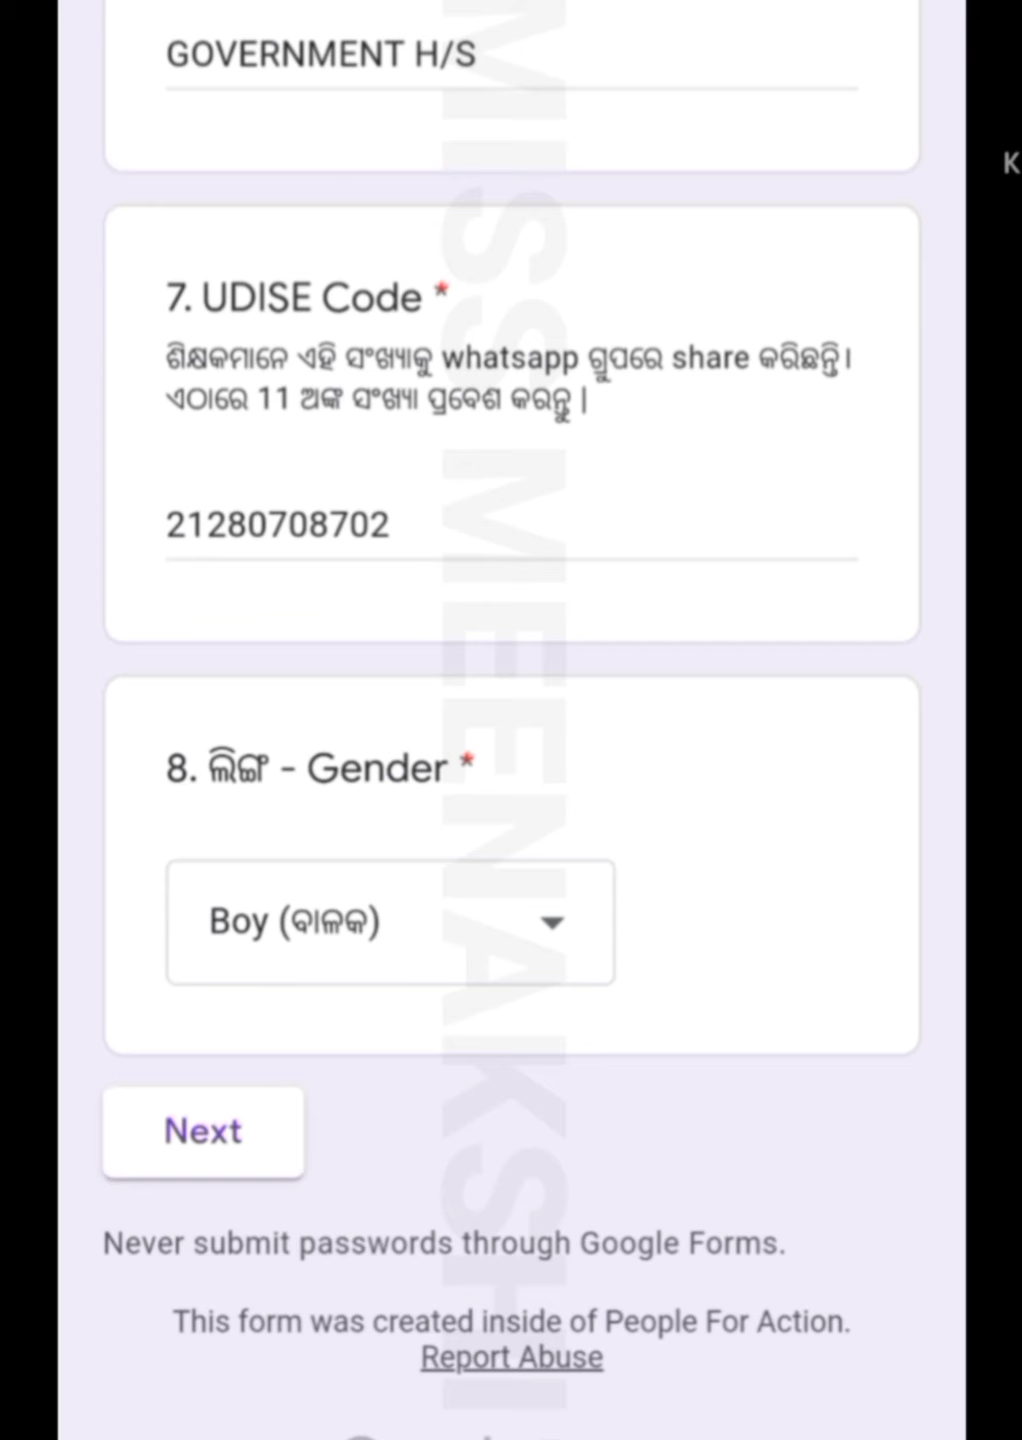 GOVERNMENT H/S
K
7. UDISE Code *
ଶିକ୍ଷକମାନେ ଏହି ସଂଖ୍ୟାକୁ whatsapp ଗ୍ରୁପରେ share କରିଛନ୍ତି।
ଏଠାରେ 11 ଅଙ୍କ ସଂଖ୍ୟା ପ୍ରବେଶ କରନ୍ତୁ |
21280708702
8. ଲିଙ୍ଗ - Gender *
Boy (ବାଳକ)
Next
Never submit passwords through Google Forms.
This form was created inside of People For Action.
Report Abuse
MISS MEENAKSHI